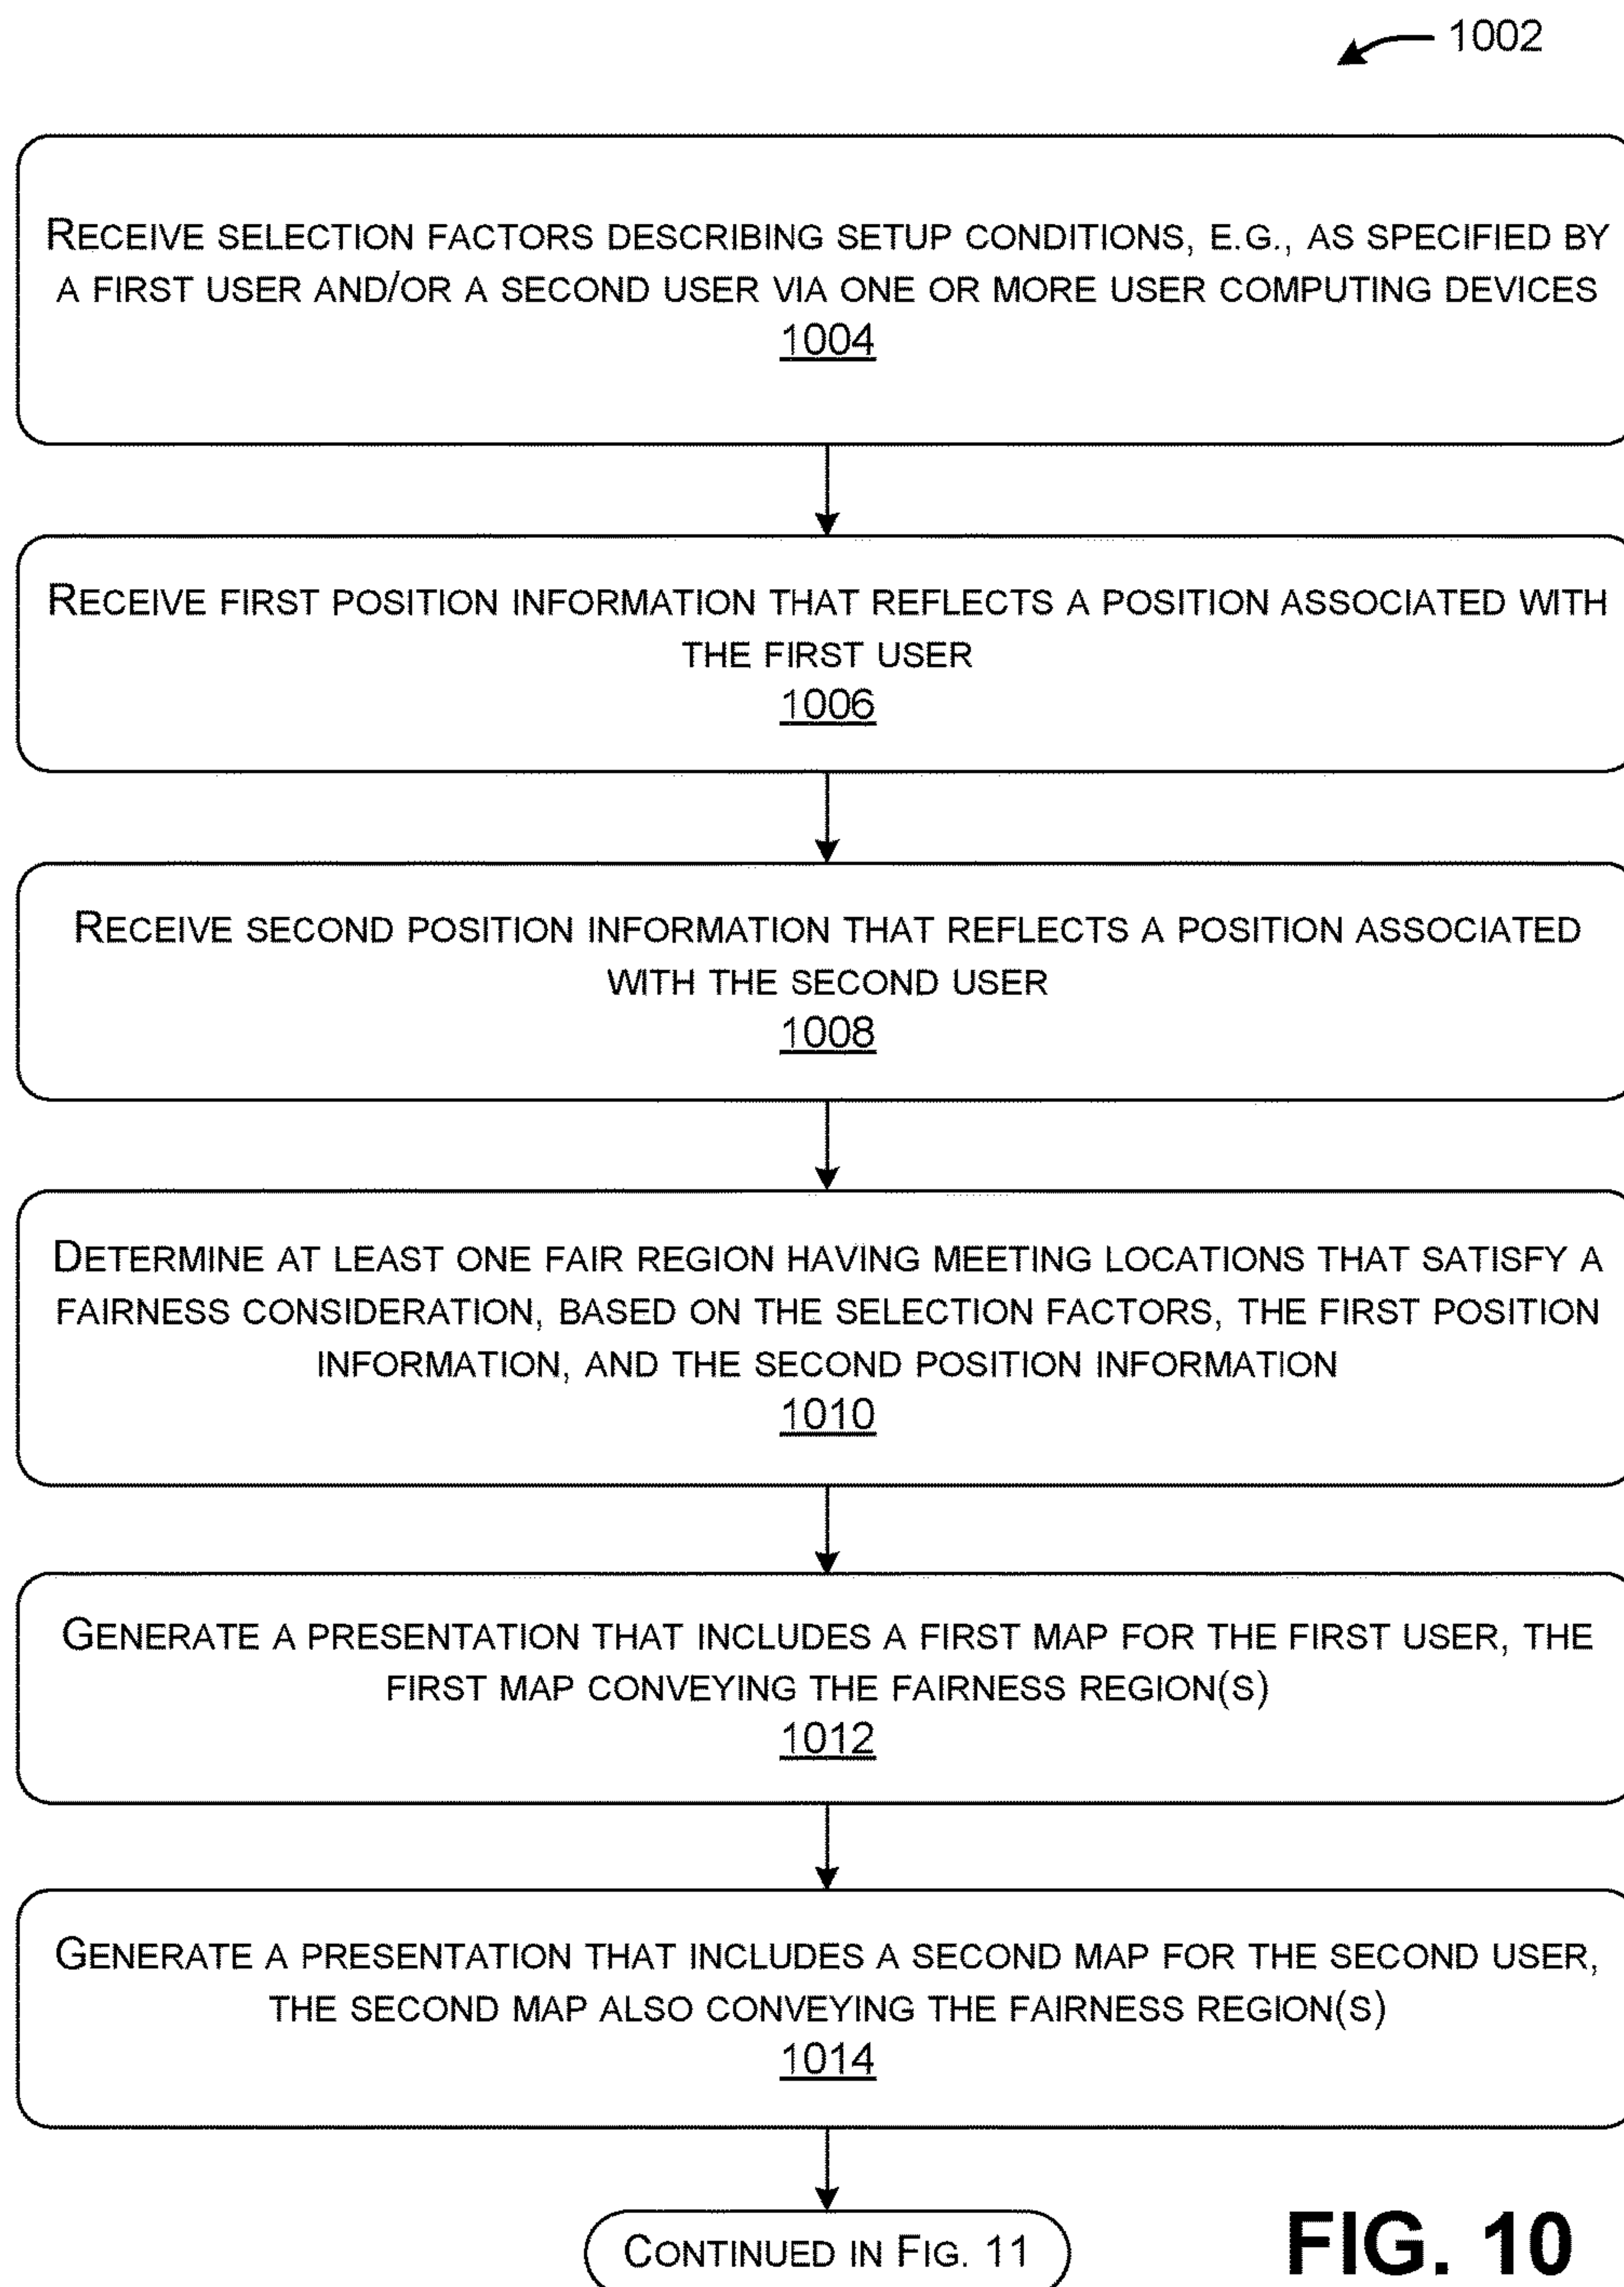 1002
RECEIVE SELECTION FACTORS DESCRIBING SETUP CONDITIONS, E.G., AS SPECIFIED BY
A FIRST USER AND/OR A SECOND USER VIA ONE OR MORE USER COMPUTING DEVICES
1004
RECEIVE FIRST POSITION INFORMATION THAT REFLECTS A POSITION ASSOCIATED WITH
THE FIRST USER
1006
RECEIVE SECOND POSITION INFORMATION THAT REFLECTS A POSITION ASSOCIATED
WITH THE SECOND USER
1008
DETERMINE AT LEAST ONE FAIR REGION HAVING MEETING LOCATIONS THAT SATISFY A
FAIRNESS CONSIDERATION, BASED ON THE SELECTION FACTORS, THE FIRST POSITION
INFORMATION, AND THE SECOND POSITION INFORMATION
1010
GENERATE A PRESENTATION THAT INCLUDES A FIRST MAP FOR THE FIRST USER, THE
FIRST MAP CONVEYING THE FAIRNESS REGION(S)
1012
GENERATE A PRESENTATION THAT INCLUDES A SECOND MAP FOR THE SECOND USER,
THE SECOND MAP ALSO CONVEYING THE FAIRNESS REGION(S)
1014
CONTINUED IN FIG. 11
FIG. 10